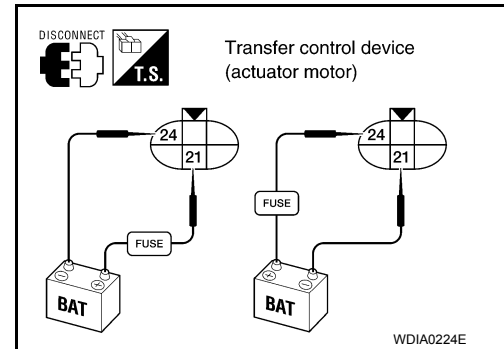 DISCONNECT
T.S.
Transfer control device
(actuator motor)
24
21
FUSE
− +
BAT
24
21
FUSE
+ −
BAT
WDIA0224E